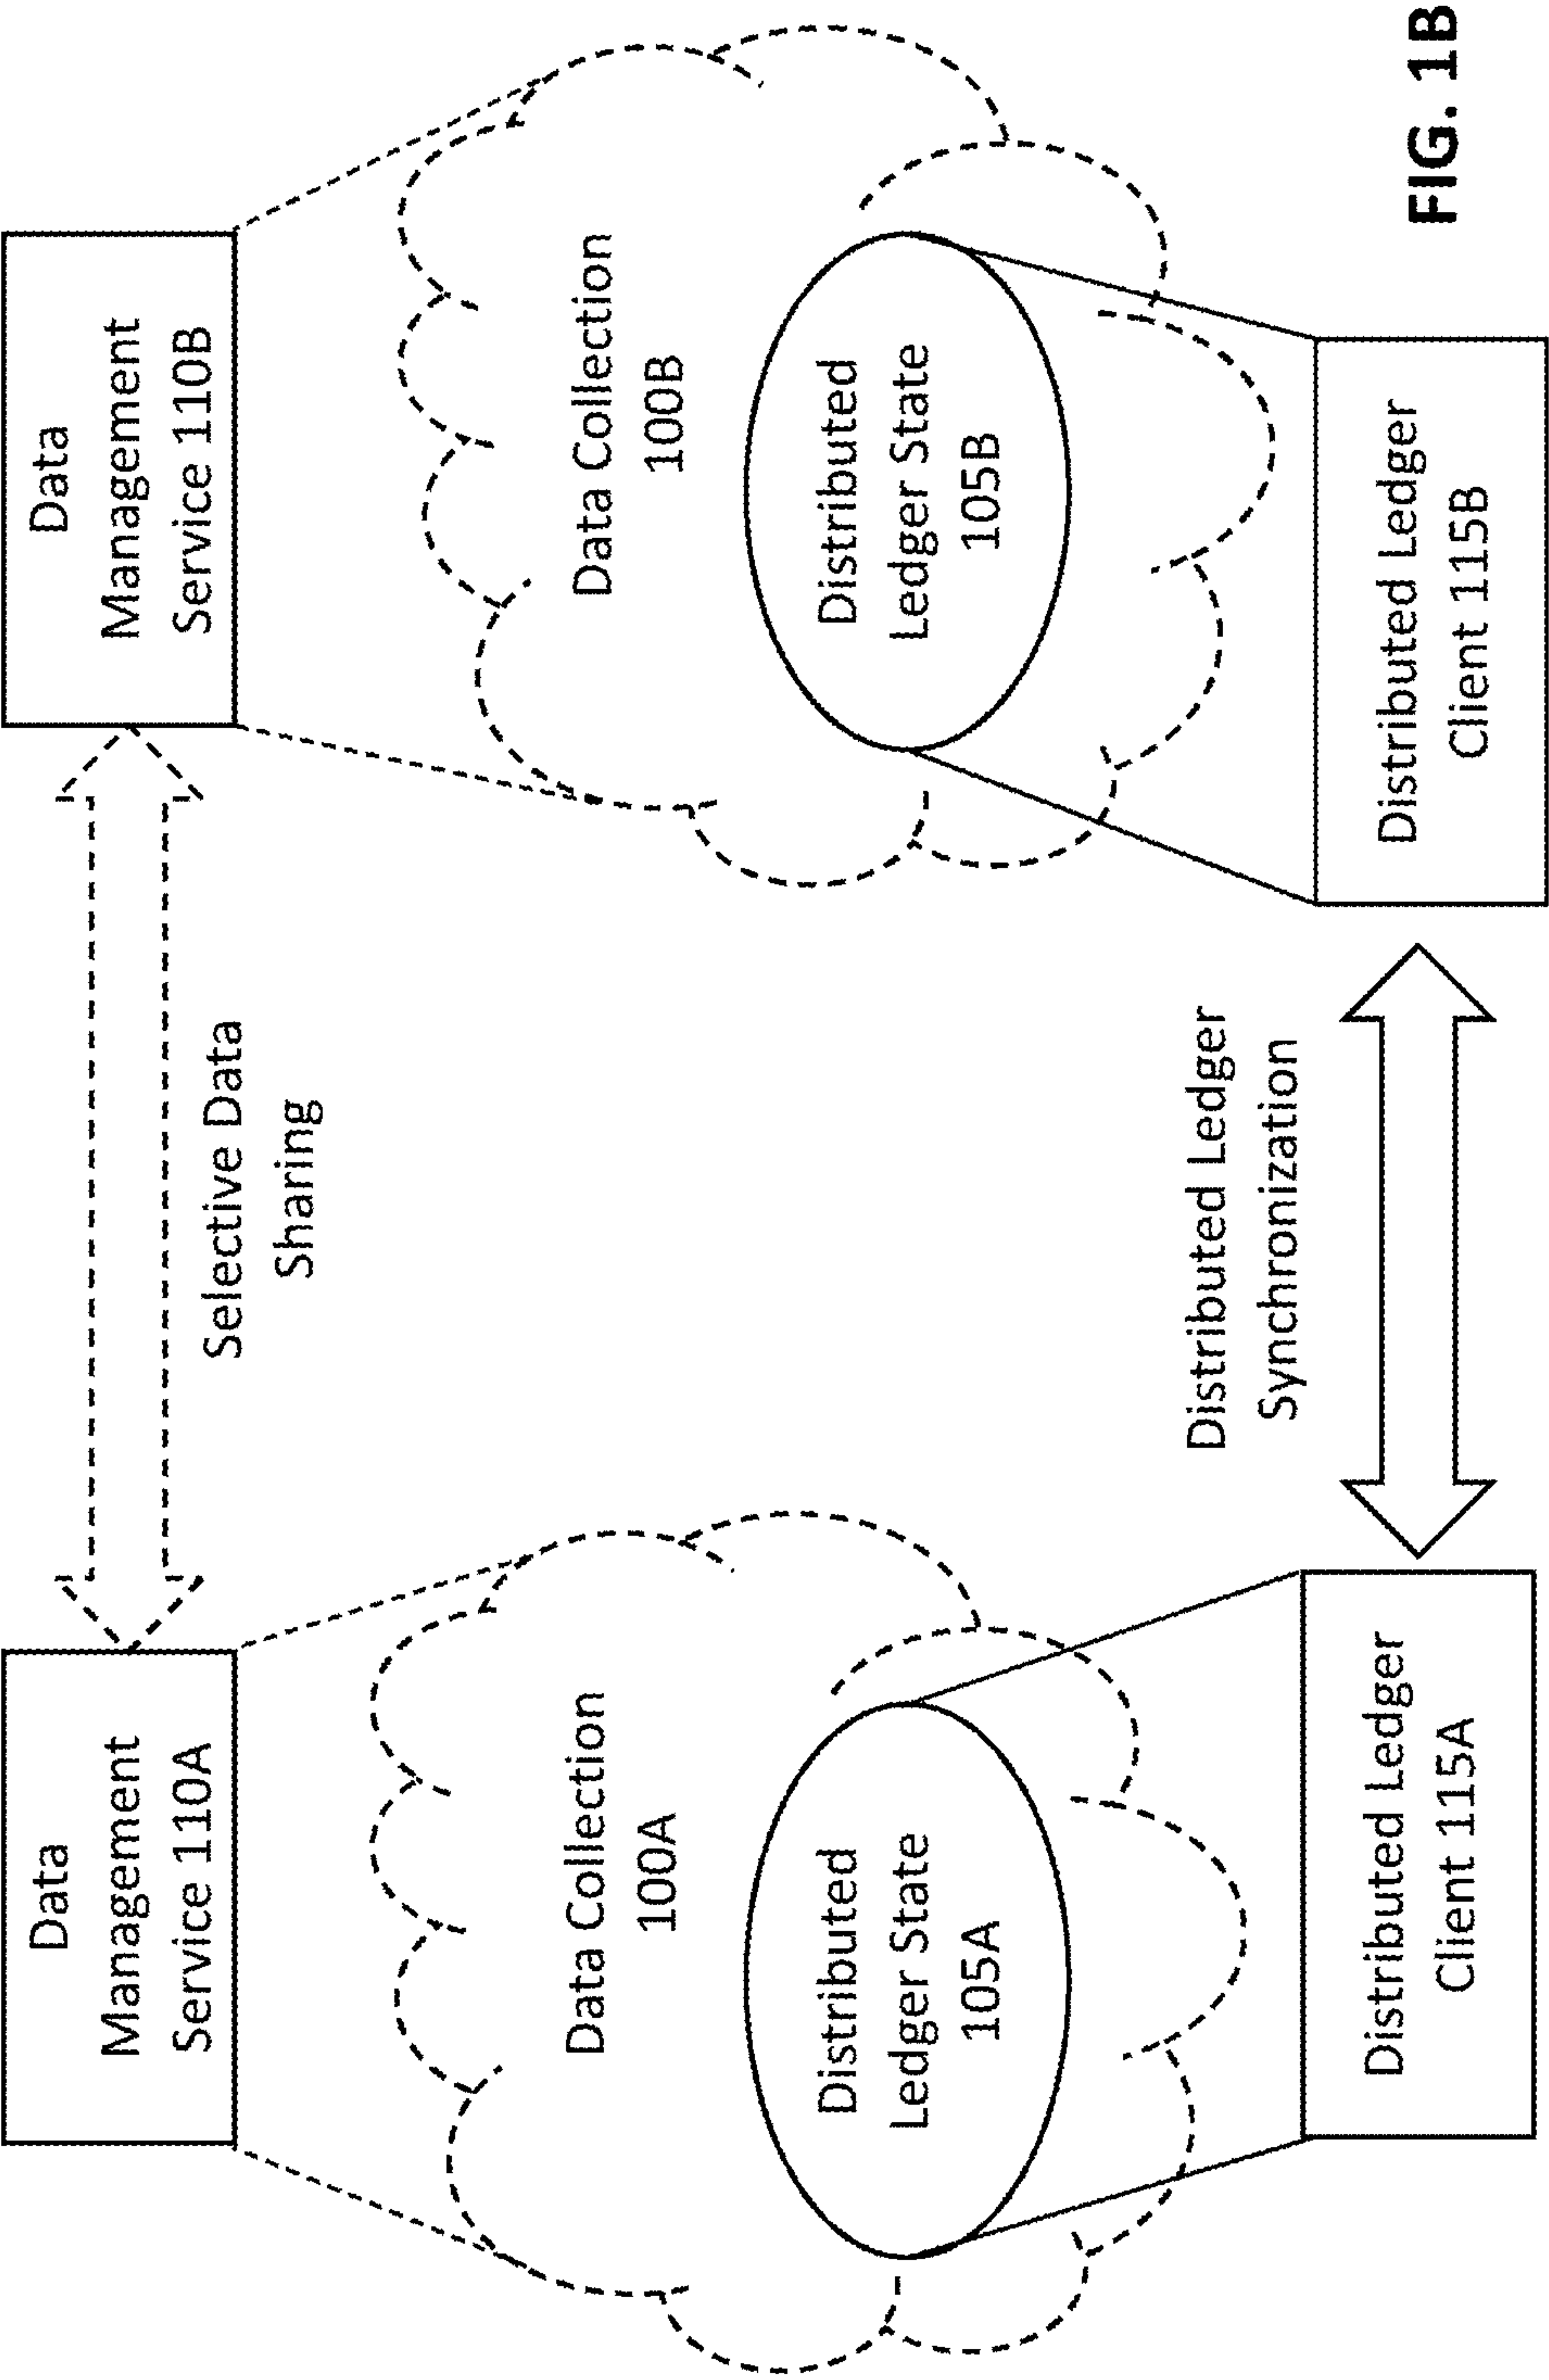 Data
Management
Service 110A
Selective Data
Sharing
Data
Management
Service 110B
Data Collection
100A
Data Collection
100B
Distributed
Ledger State
105A
Distributed
Ledger State
105B
Distributed Ledger
Synchronization
Distributed Ledger
Client 115A
Distributed Ledger
Client 115B
FIG. 1B